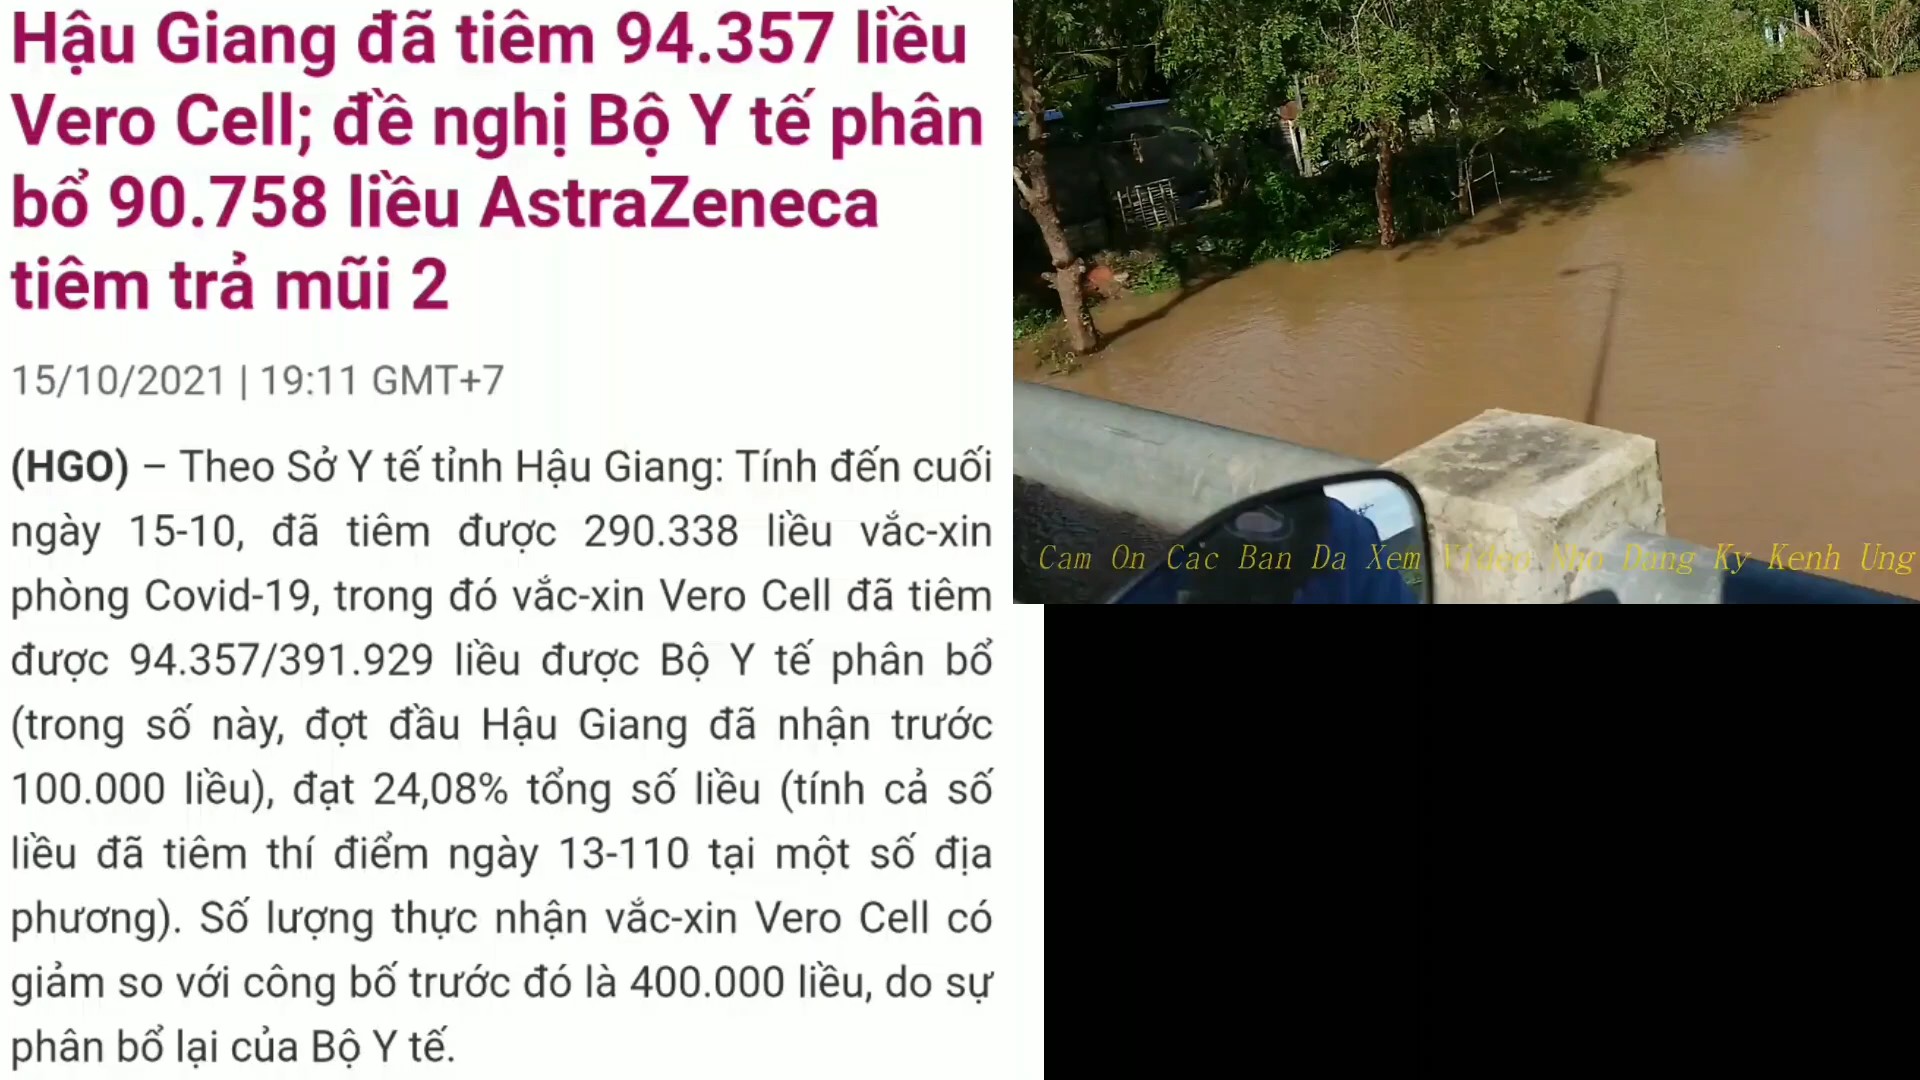 Hậu Giang đã tiêm 94.357 liều
Vero Cell; đề nghị Bộ Y tế phân
bổ 90.758 liều AstraZeneca
tiêm trả mũi 2
15/10/2021 | 19:11 GMT+7
(HGO) – Theo Sở Y tế tỉnh Hậu Giang: Tính đến cuối
ngày 15-10, đã tiêm được 290.338 liều vắc-xin
phòng Covid-19, trong đó vắc-xin Vero Cell đã tiêm
được 94.357/391.929 liều được Bộ Y tế phân bổ
(trong số này, đợt đầu Hậu Giang đã nhận trước
100.000 liều), đạt 24,08% tổng số liều (tính cả số
liều đã tiêm thí điểm ngày 13-110 tại một số địa
phương). Số lượng thực nhận vắc-xin Vero Cell có
giảm so với công bố trước đó là 400.000 liều, do sự
phân bổ lại của Bộ Y tế.
Cam On Cac Ban Da Xem Video Nho Dang Ky Kenh Ung